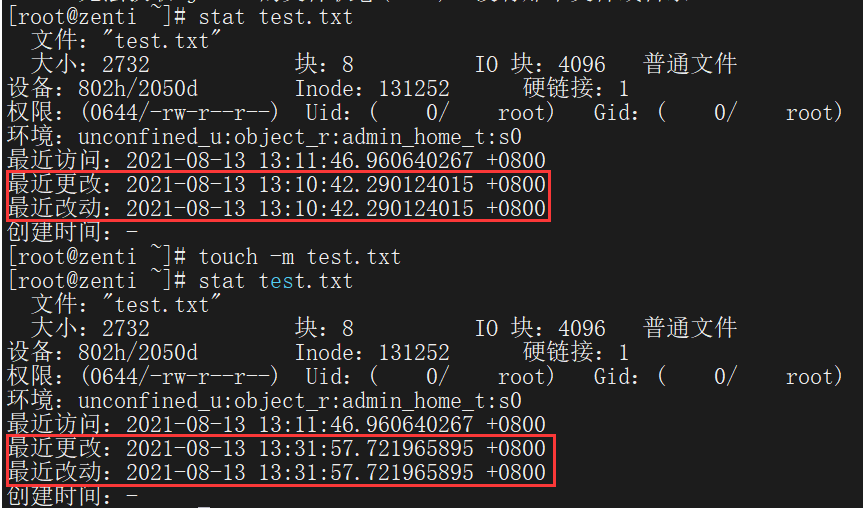 [root@zenti ~]# stat test.txt
文件："test.txt"
大小：2732 块：8 IO 块：4096 普通文件
设备：802h/2050d Inode：131252 硬链接：1
权限：(0644/-rw-r--r--) Uid：( 0/ root) Gid：( 0/ root)
环境：unconfined_u:object_r:admin_home_t:s0
最近访问：2021-08-13 13:11:46.960640267 +0800
最近更改：2021-08-13 13:10:42.290124015 +0800
最近改动：2021-08-13 13:10:42.290124015 +0800
创建时间：-
[root@zenti ~]# touch -m test.txt
[root@zenti ~]# stat test.txt
文件："test.txt"
大小：2732 块：8 IO 块：4096 普通文件
设备：802h/2050d Inode：131252 硬链接：1
权限：(0644/-rw-r--r--) Uid：( 0/ root) Gid：( 0/ root)
环境：unconfined_u:object_r:admin_home_t:s0
最近访问：2021-08-13 13:11:46.960640267 +0800
最近更改：2021-08-13 13:31:57.721965895 +0800
最近改动：2021-08-13 13:31:57.721965895 +0800
创建时间：-